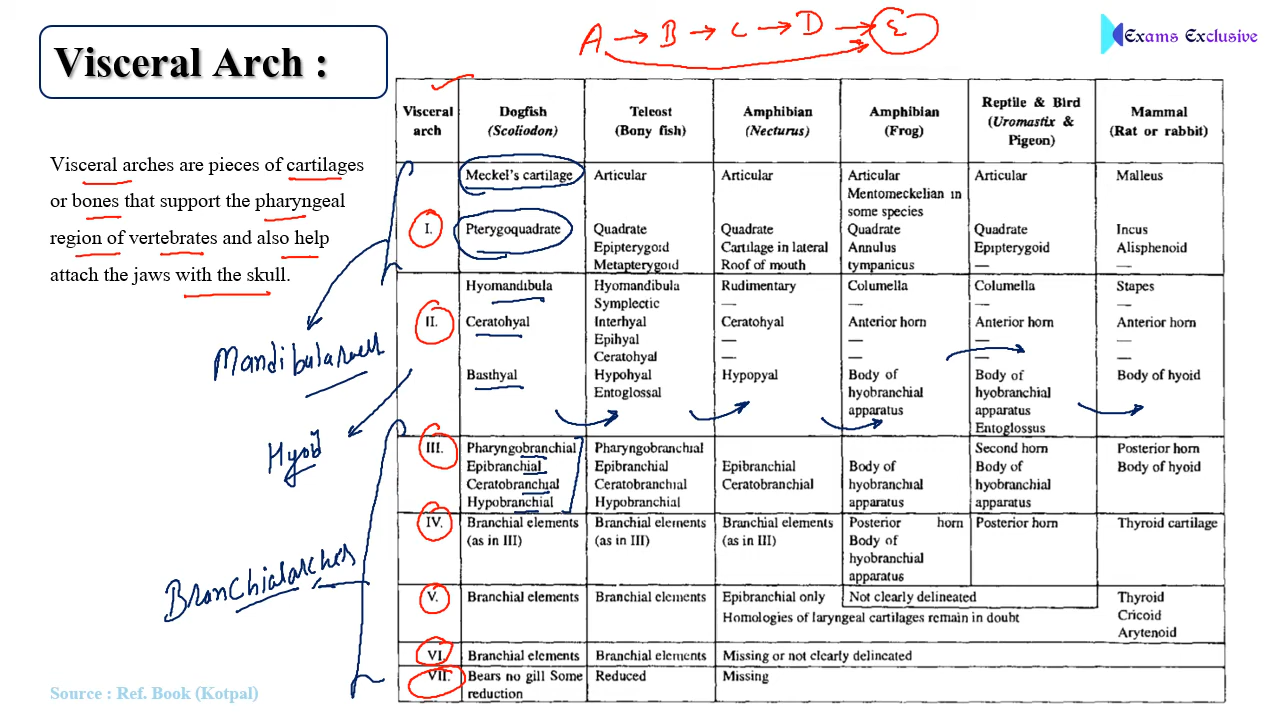 A → B → C → D → E
Exams Exclusive
Visceral Arch :
Visceral arches are pieces of cartilages
or bones that support the pharyngeal
region of vertebrates and also help
attach the jaws with the skull.
Mandibular arch
Hyoid
Branchial arches
Source : Ref. Book (Kotpal)
Visceral arch | Dogfish (Scoliodon) | Teleost (Bony fish) | Amphibian (Necturus) | Amphibian (Frog) | Reptile & Bird (Uromastix & Pigeon) | Mammal (Rat or rabbit)
Meckel's cartilage | Articular | Articular | Articular | Articular | Malleus
Mentomeckelian in
some species
I. | Pterygoquadrate | Quadrate | Quadrate | Quadrate | Quadrate | Incus
Epipterygoid | Cartilage in lateral | Annulus | Epipterygoid | Alisphenoid
Metapterygoid | Roof of mouth | tympanicus | — | —
Hyomandibula | Hyomandibula | Rudimentary | Columella | Columella | Stapes
Symplectic | — | — | — | —
II. | Ceratohyal | Interhyal | Ceratohyal | Anterior horn | Anterior horn | Anterior horn
Epihyal | — | — | — | —
Ceratohyal | — | — | — | —
Basthyal | Hypohyal | Hypopyal | Body of | Body of | Body of hyoid
Entoglossal | hyobranchial | hyobranchial
apparatus | apparatus
Entoglossus
III. | Pharyngobranchial | Pharyngobranchial | Second horn | Posterior horn
Epibranchial | Epibranchial | Epibranchial | Body of | Body of | Body of hyoid
Ceratobranchial | Ceratobranchial | Ceratobranchial | hyobranchial | hyobranchial
Hypobranchial | Hypobranchial | apparatus | apparatus
IV. | Branchial elements | Branchial elements | Branchial elements | Posterior horn | Posterior horn | Thyroid cartilage
(as in III) | (as in III) | (as in III) | Body of
hyobranchial
apparatus
V. | Branchial elements | Branchial elements | Epibranchial only | Not clearly delineated | Thyroid
Homologies of laryngeal cartilages remain in doubt | Cricoid
Arytenoid
VI. | Branchial elements | Branchial elements | Missing or not clearly delineated
VII. | Bears no gill Some | Reduced | Missing
reduction